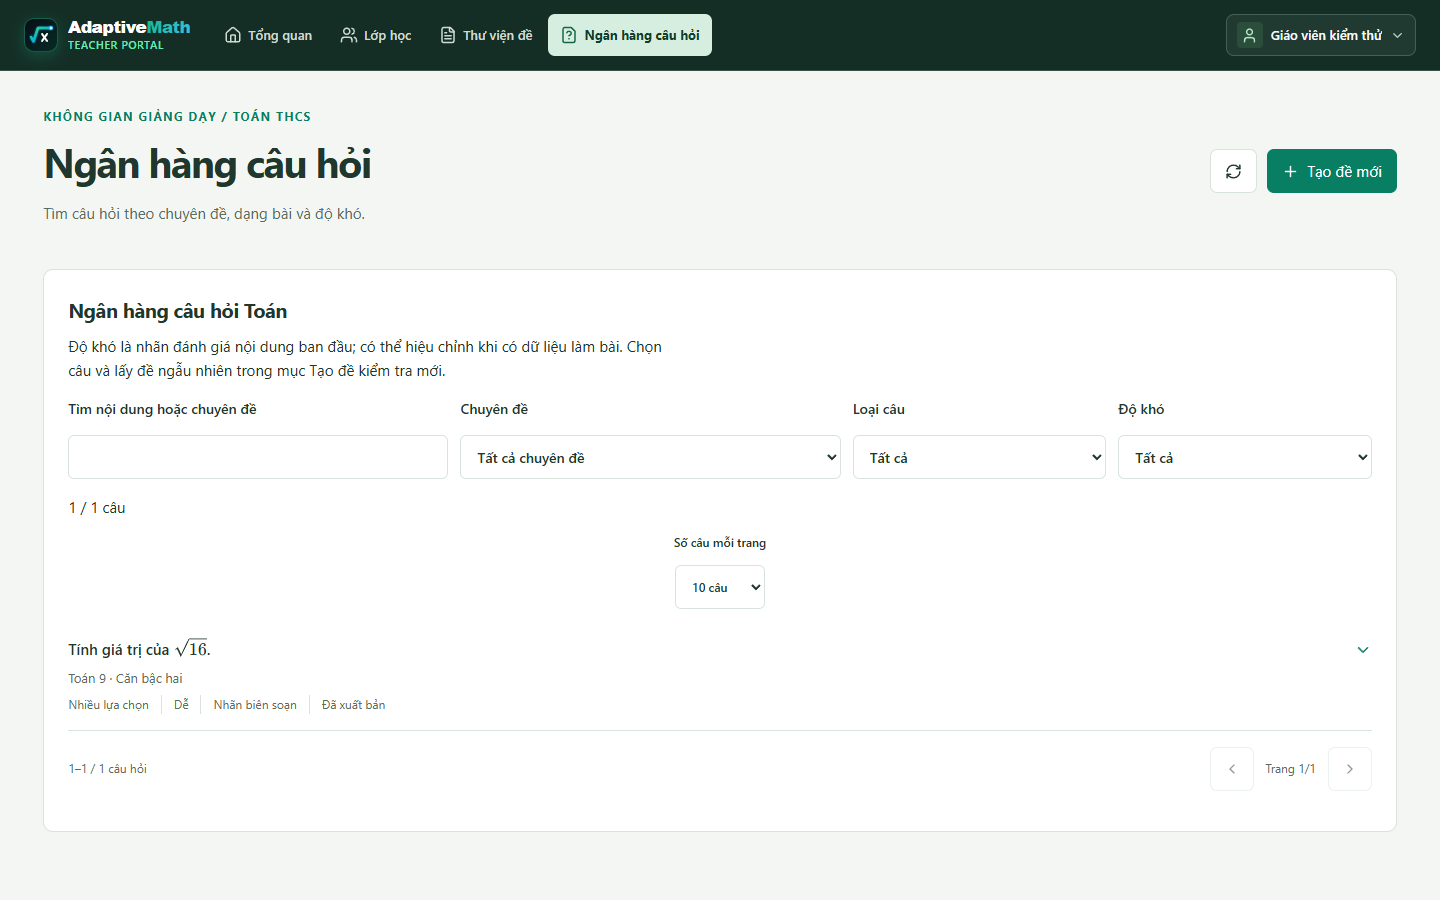 AdaptiveMath
TEACHER PORTAL
Tổng quan
Lớp học
Thư viện đề
Ngân hàng câu hỏi
Giáo viên kiểm thử
KHÔNG GIAN GIẢNG DẠY / TOÁN THCS
Ngân hàng câu hỏi
Tạo đề mới
Tìm câu hỏi theo chuyên đề, dạng bài và độ khó.
Ngân hàng câu hỏi Toán
Độ khó là nhãn đánh giá nội dung ban đầu; có thể hiệu chỉnh khi có dữ liệu làm bài. Chọn
câu và lấy đề ngẫu nhiên trong mục Tạo đề kiểm tra mới.
Tìm nội dung hoặc chuyên đề
Chuyên đề
Loại câu
Độ khó
Tất cả chuyên đề
Tất cả
Tất cả
1 / 1 câu
Số câu mỗi trang
10 câu
Tính giá trị của √16.
Toán 9 · Căn bậc hai
Nhiều lựa chọn
Dễ
Nhãn biên soạn
Đã xuất bản
1–1 / 1 câu hỏi
Trang 1/1